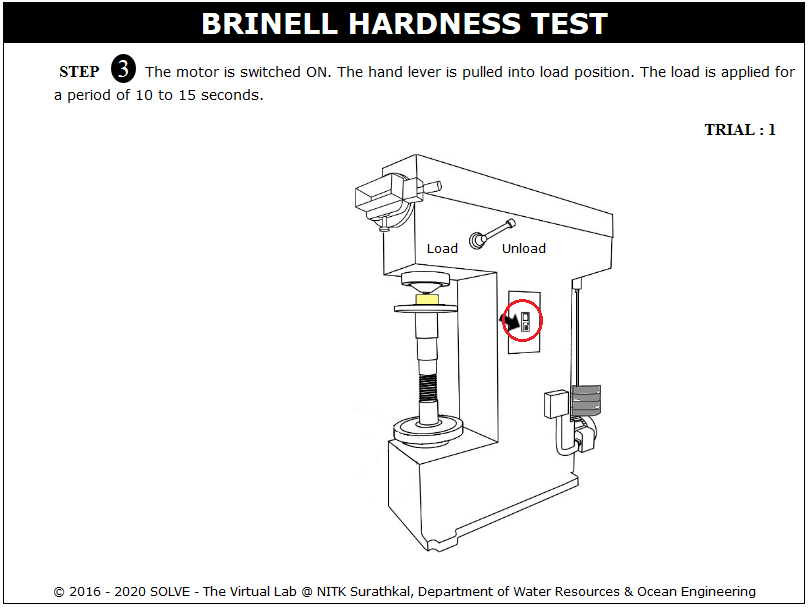 BRINELL HARDNESS TEST
STEP 3 The motor is switched ON. The hand lever is pulled into load position. The load is applied for
a period of 10 to 15 seconds.
TRIAL : 1
Load Unload
© 2016 - 2020 SOLVE - The Virtual Lab @ NITK Surathkal, Department of Water Resources & Ocean Engineering